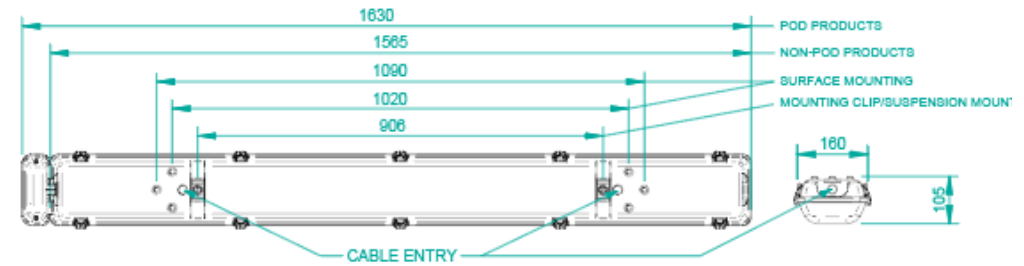 1630
POD PRODUCTS
1565
NON-POD PRODUCTS
1090
SURFACE MOUNTING
1020
MOUNTING CLIP/SUSPENSION MOUNT
906
160
105
CABLE ENTRY